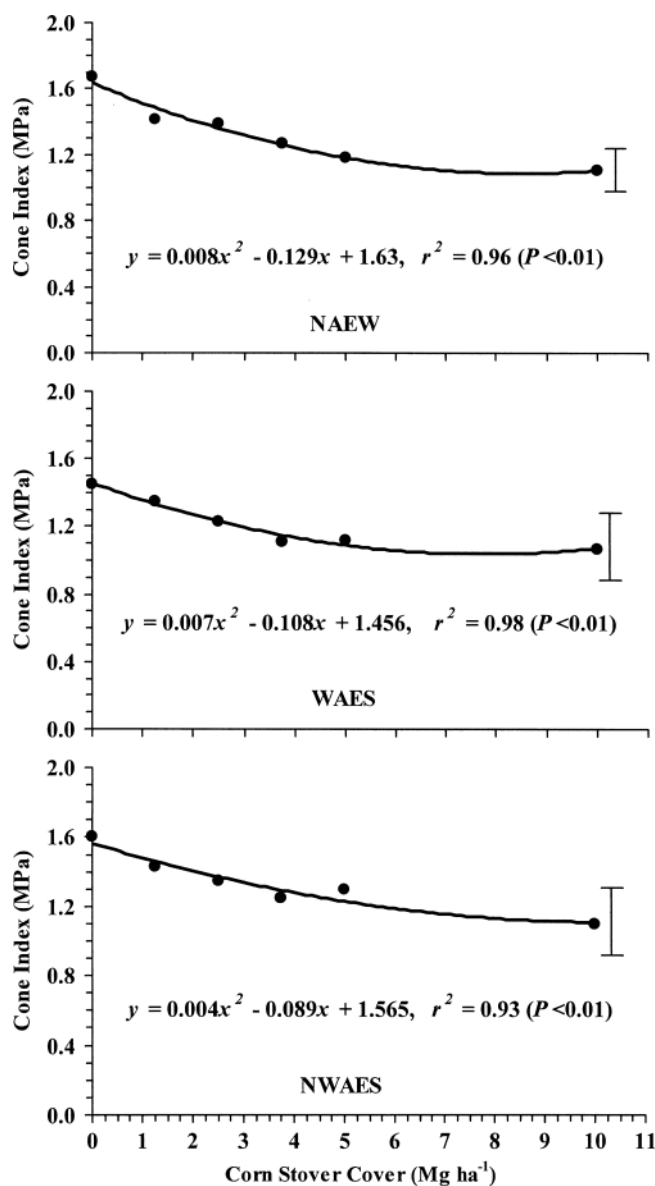 2.0
1.6
1.2
0.8
0.4
0.0
Cone Index (MPa)
y = 0.008x² - 0.129x + 1.63, r² = 0.96 (P<0.01)
NAEW
2.0
1.6
1.2
0.8
0.4
0.0
Cone Index (MPa)
y = 0.007x² - 0.108x + 1.456, r² = 0.98 (P<0.01)
WAES
2.0
1.6
1.2
0.8
0.4
0.0
Cone Index (MPa)
y = 0.004x² - 0.089x + 1.565, r² = 0.93 (P<0.01)
NWAES
0 1 2 3 4 5 6 7 8 9 10 11
Corn Stover Cover (Mg ha⁻¹)